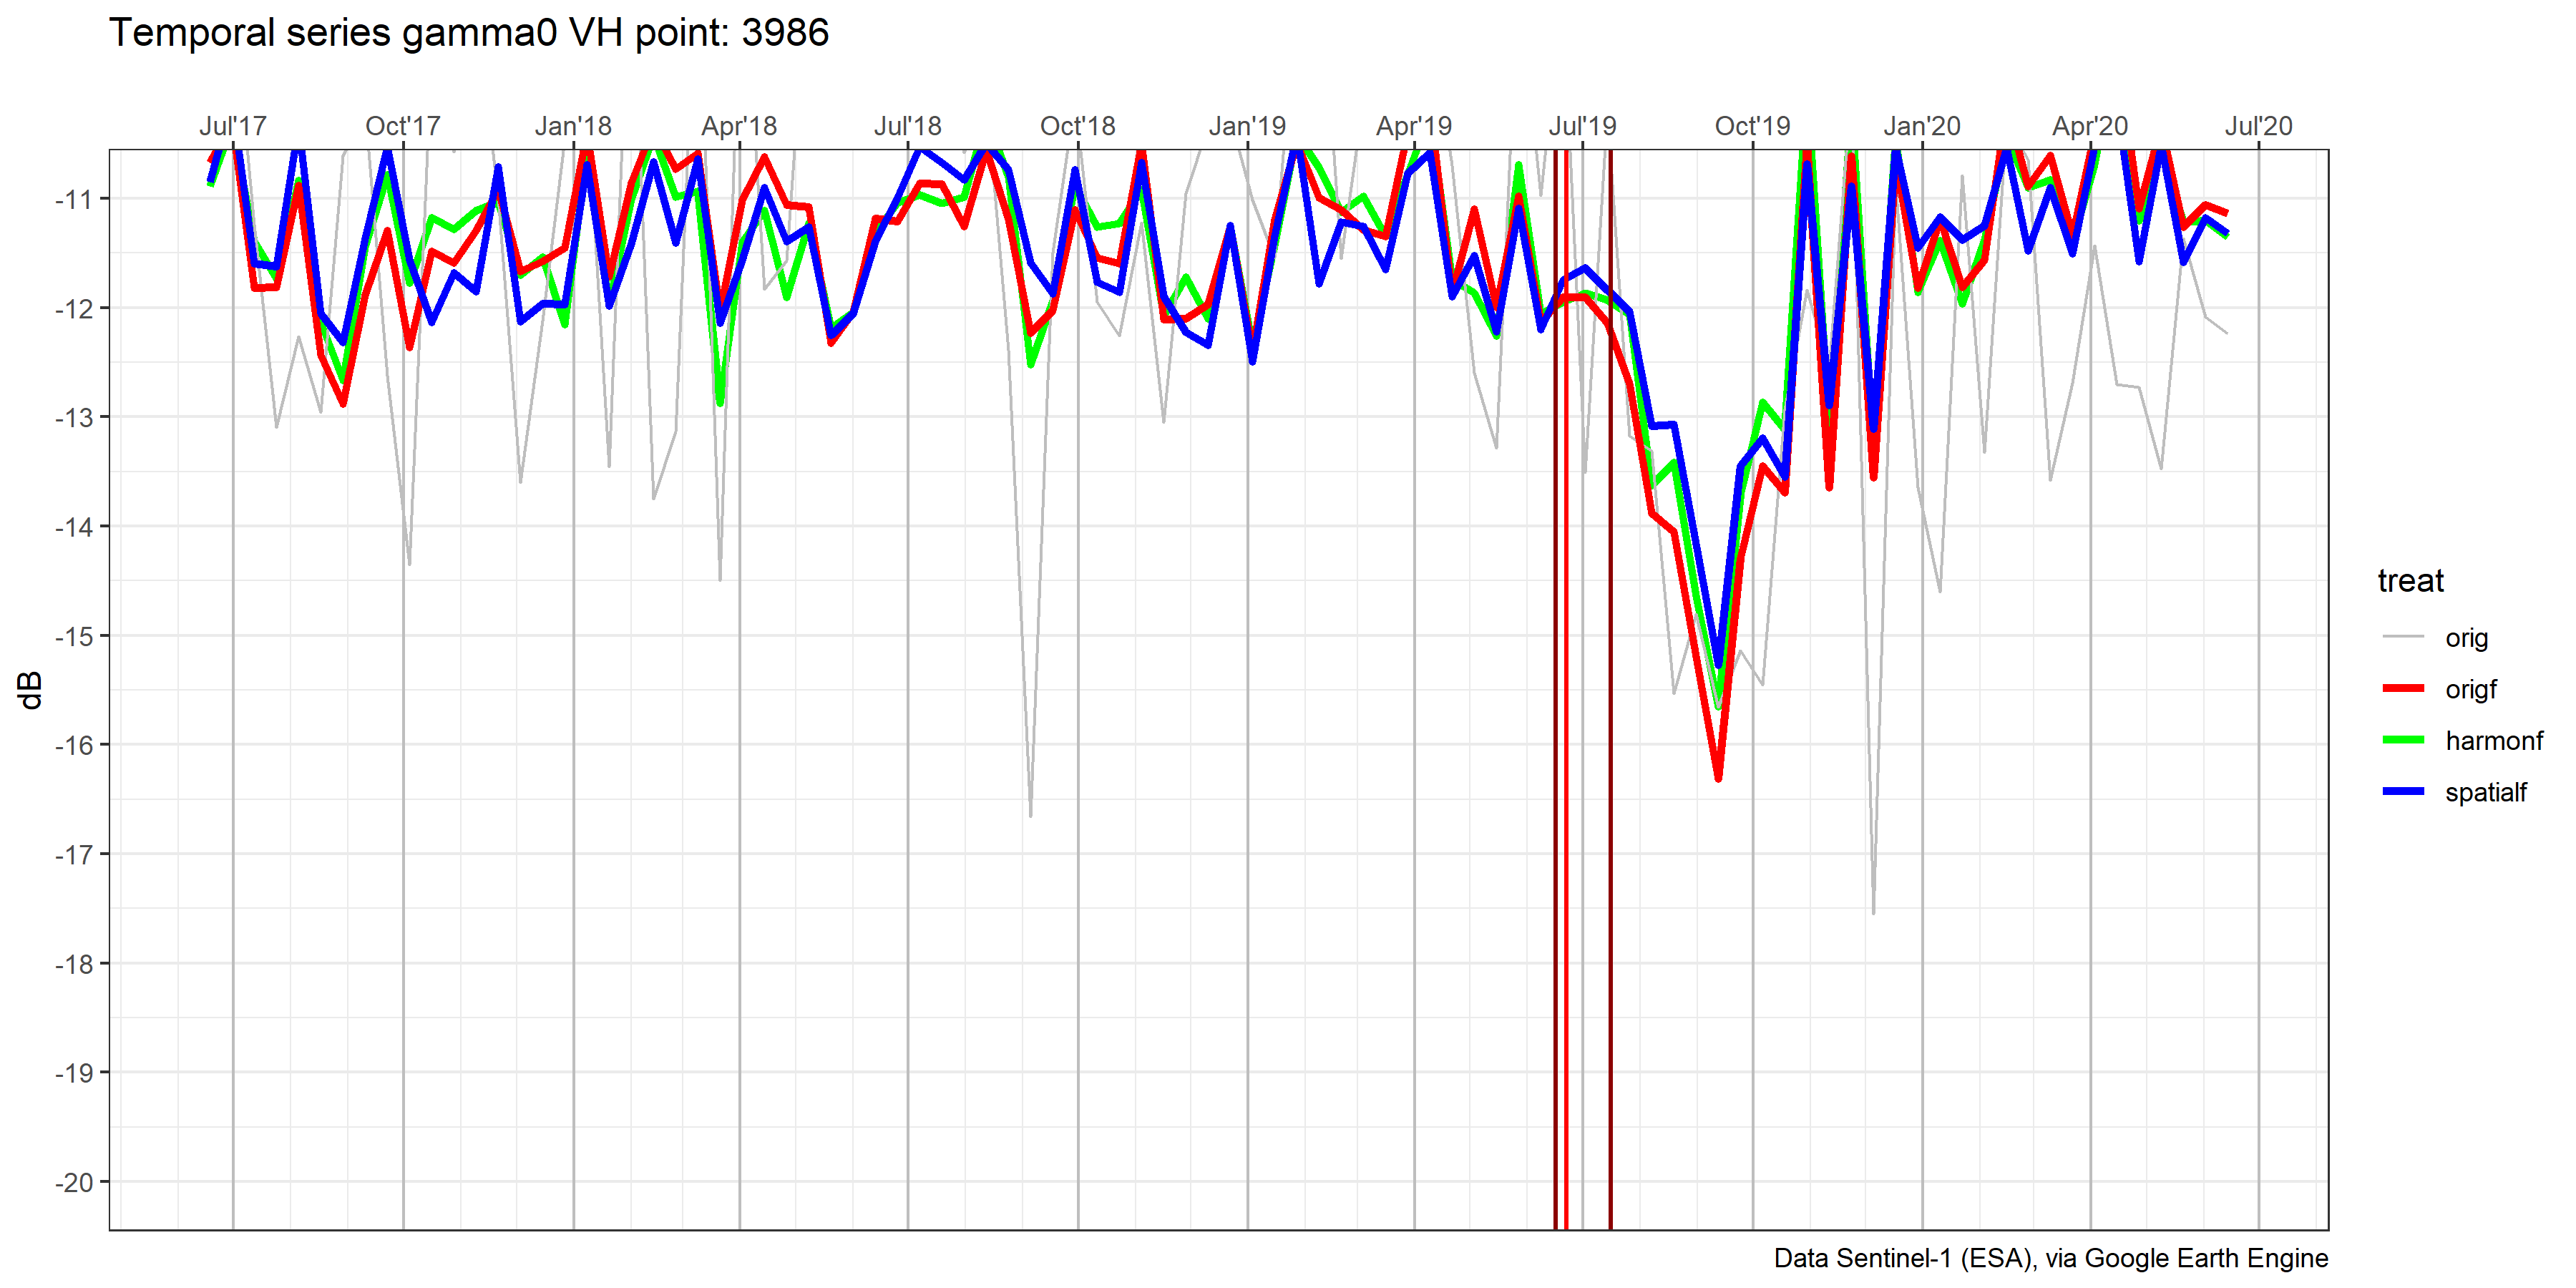 Temporal series gamma0 VH point: 3986
Jul'17 Oct'17 Jan'18 Apr'18 Jul'18 Oct'18 Jan'19 Apr'19 Jul'19 Oct'19 Jan'20 Apr'20 Jul'20
-11
-12
-13
-14
-15
-16
-17
-18
-19
-20
dB
treat
orig
origf
harmonf
spatialf
Data Sentinel-1 (ESA), via Google Earth Engine